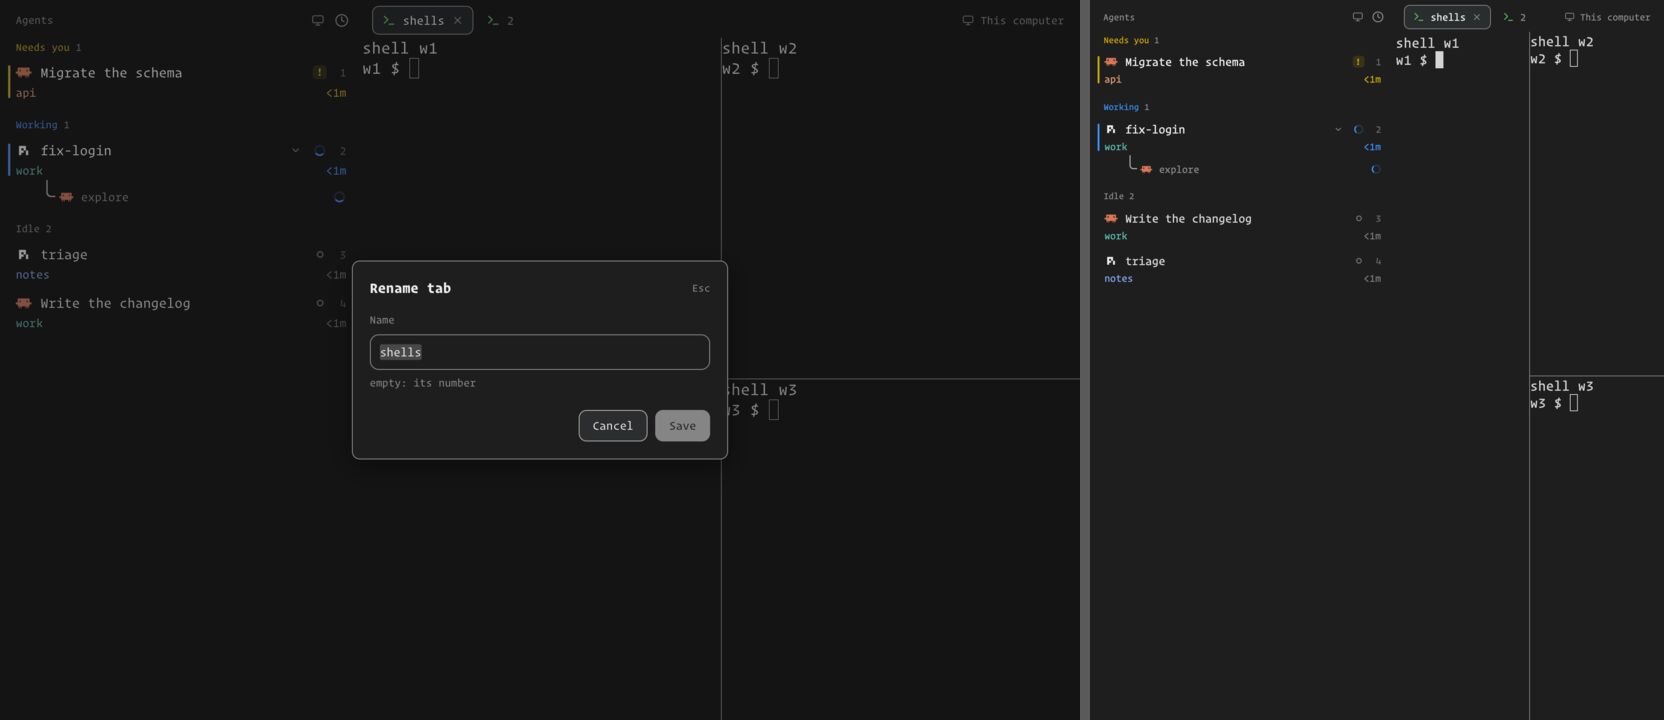 Agents
shells ×
2
This computer
Needs you 1
Migrate the schema ! 1
api <1m
Working 1
fix-login 2
work <1m
explore
Idle 2
triage 3
notes <1m
Write the changelog 4
work <1m
shell w1
w1 $
shell w2
w2 $
shell w3
w3 $
Rename tab Esc
Name
shells
empty: its number
Cancel Save
Agents
shells ×
2
This computer
Needs you 1
Migrate the schema ! 1
api <1m
Working 1
fix-login 2
work <1m
explore
Idle 2
Write the changelog 3
work <1m
triage 4
notes <1m
shell w1
w1 $
shell w2
w2 $
shell w3
w3 $